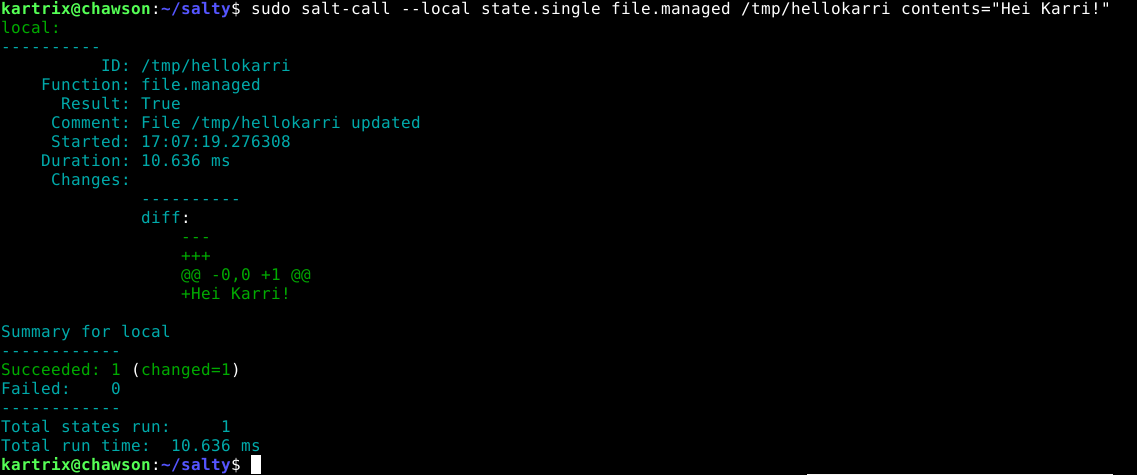 kartrix@chawson:~/salty$ sudo salt-call --local state.single file.managed /tmp/hellokarri contents="Hei Karri!"
local:
----------
          ID: /tmp/hellokarri
    Function: file.managed
      Result: True
     Comment: File /tmp/hellokarri updated
     Started: 17:07:19.276308
    Duration: 10.636 ms
     Changes:
              ----------
              diff:
                  ---
                  +++
                  @@ -0,0 +1 @@
                  +Hei Karri!

Summary for local
------------
Succeeded: 1 (changed=1)
Failed:    0
------------
Total states run:     1
Total run time:  10.636 ms
kartrix@chawson:~/salty$